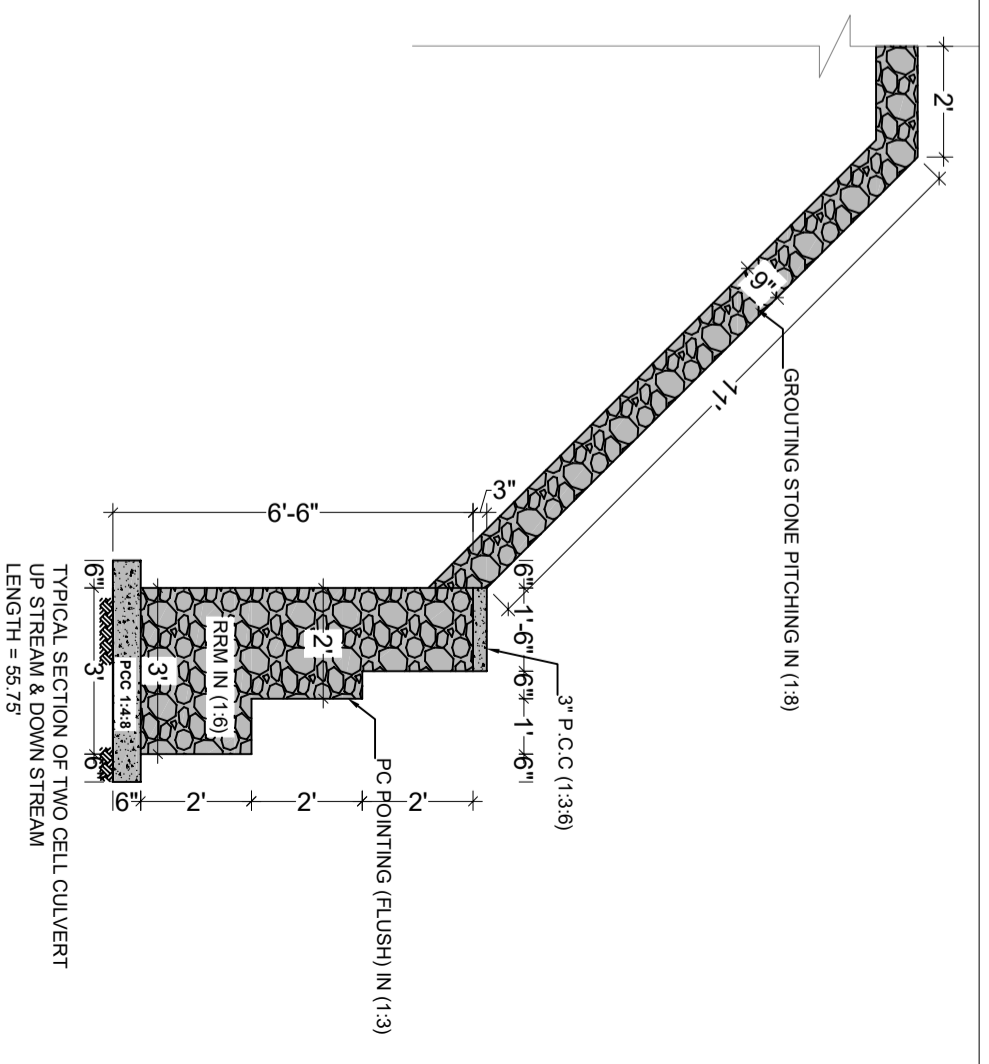 2'
9"
11'
GROUTING STONE PITCHING IN (1:8)
3"
6'-6"
6"
1'-6"
6"
1'
6"
3" P.C.C (1:3:6)
2'
RRM IN (1:6)
3'
PCC 1:4:8
PC POINTING (FLUSH) IN (1:3)
6"
3'
6"
6"
2'
2'
2'
TYPICAL SECTION OF TWO CELL CULVERT
UP STREAM & DOWN STREAM
LENGTH = 55.75'